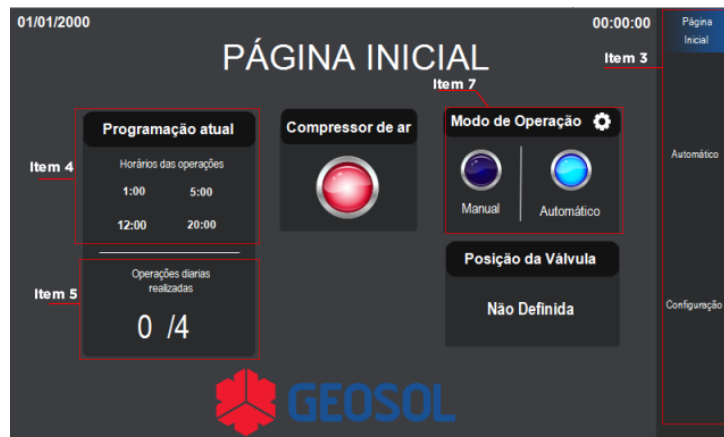 01/01/2000
00:00:00
PÁGINA INICIAL
Item 3
Página
Inicial
Item 7
Programação atual
Compressor de ar
Modo de Operação
Item 4
Horários das operações
1:00 5:00
12:00 20:00
Manual
Automático
Automático
Posição da Válvula
Item 5
Operações diarias
realizadas
0 /4
Não Definida
Configuração
GEOSOL